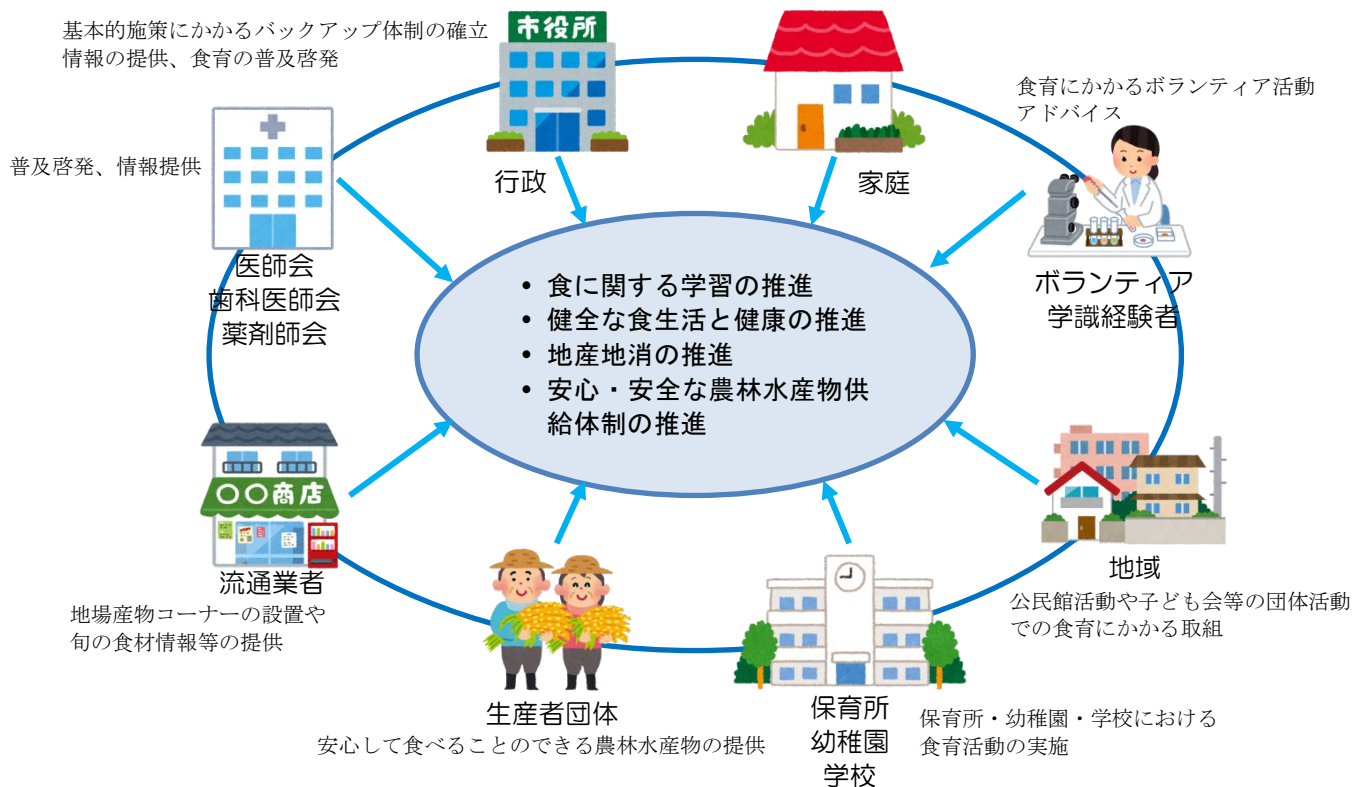 基本的施策にかかるバックアップ体制の確立
情報の提供、食育の普及啓発
市役所
行政
家庭
食育にかかるボランティア活動
アドバイス
ボランティア
学識経験者
普及啓発、情報提供
医師会
歯科医師会
薬剤師会
• 食に関する学習の推進
• 健全な食生活と健康の推進
• 地産地消の推進
• 安心・安全な農林水産物供
給体制の推進
〇〇商店
流通業者
地場産物コーナーの設置や
旬の食材情報等の提供
地域
公民館活動や子ども会等の団体活動
での食育にかかる取組
生産者団体
安心して食べることのできる農林水産物の提供
保育所
幼稚園
学校
保育所・幼稚園・学校における
食育活動の実施